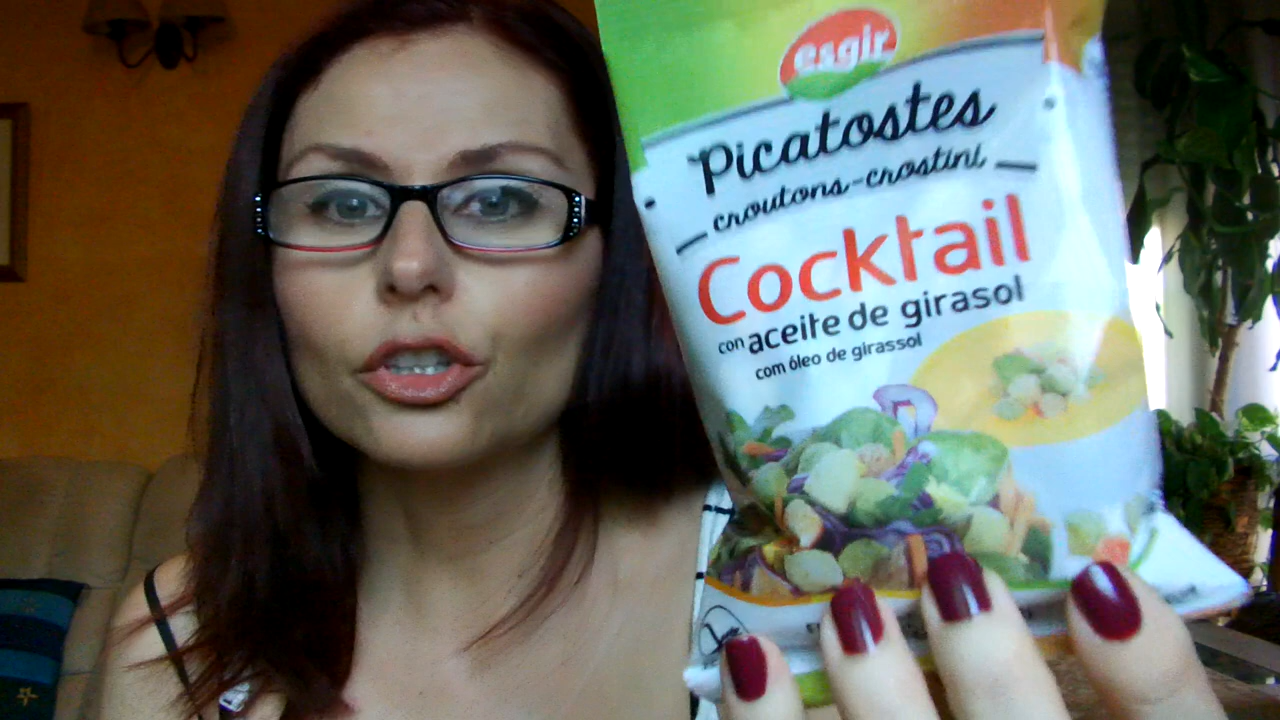 esgir
Picatostes
croutons-crostini
Cocktail
con aceite de girasol
com óleo de girassol